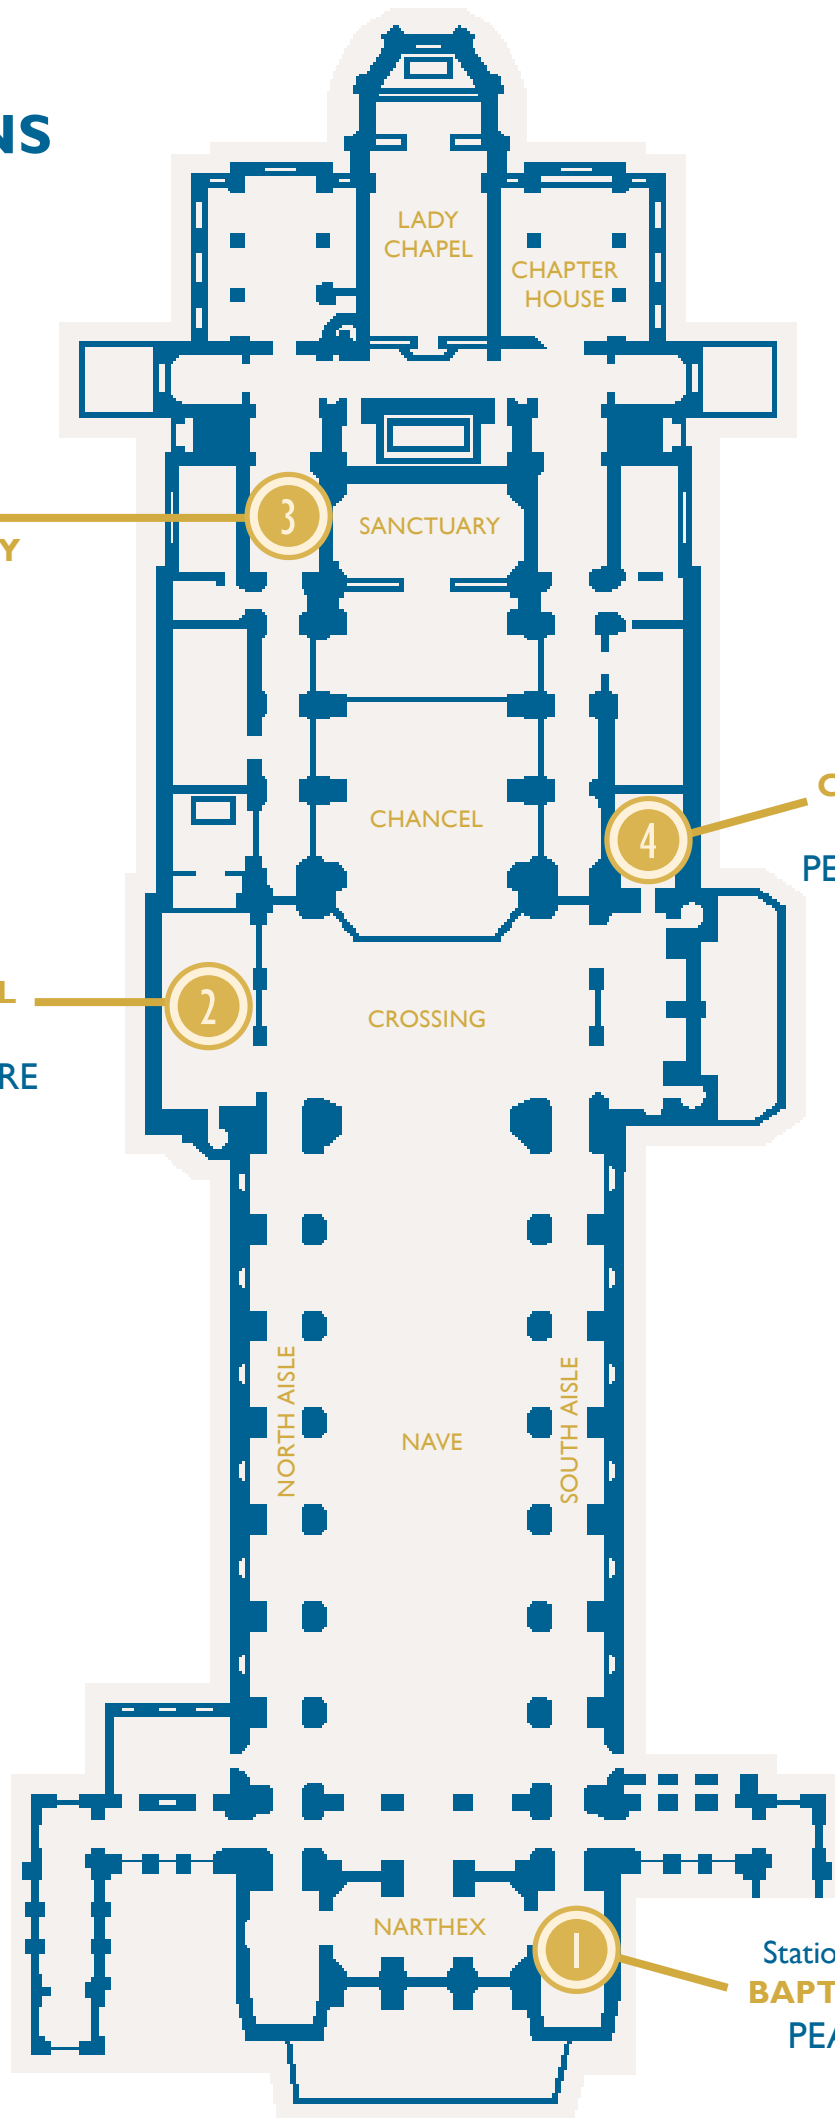 NS
LADY
CHAPEL
CHAPTER
HOUSE
3
SANCTUARY
Y
CHANCEL
4
C
PE
L
2
CROSSING
RE
NORTH AISLE
NAVE
SOUTH AISLE
NARTHEX
1
Statio
BAPT
PEA